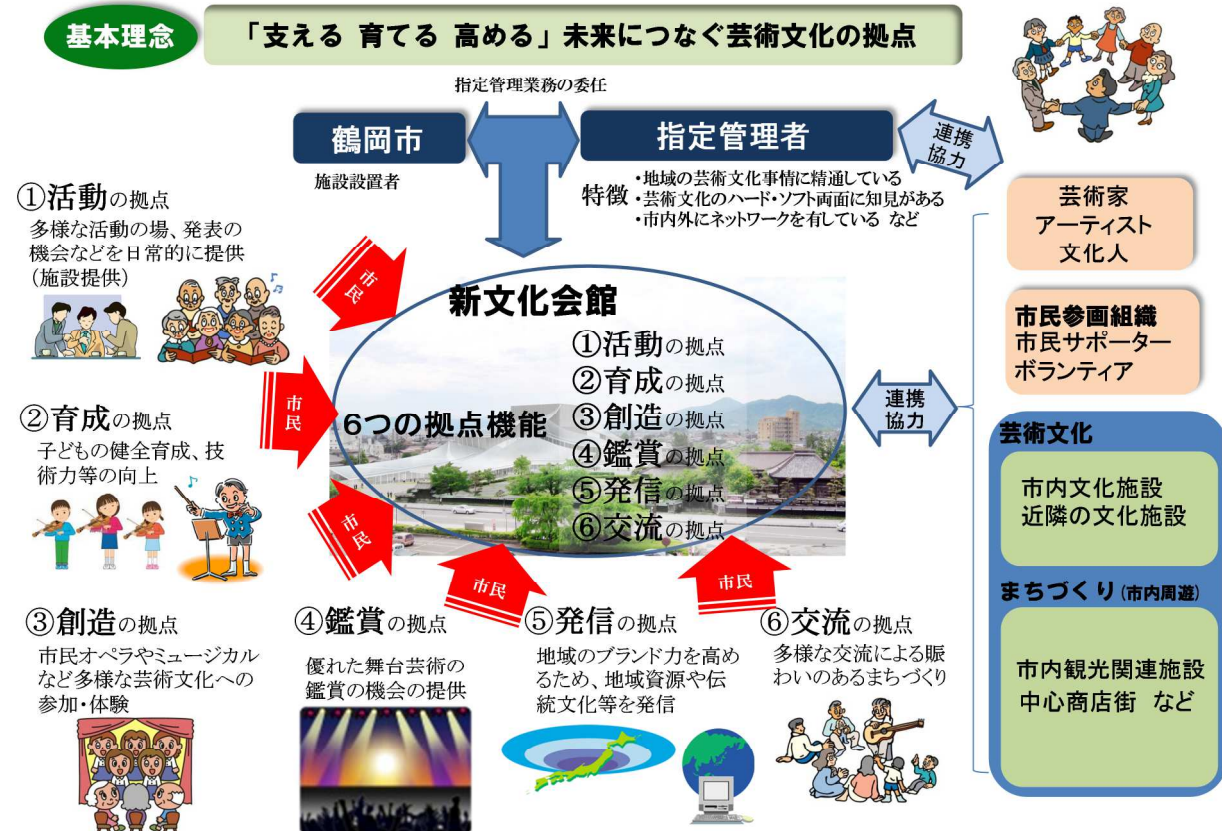 基本理念
「支える 育てる 高める」未来につなぐ芸術文化の拠点
指定管理業務の委任
鶴岡市
施設設置者
指定管理者
特徴
・地域の芸術文化事情に精通している
・芸術文化のハード・ソフト両面に知見がある
・市内外にネットワークを有している など
連携
協力
①活動の拠点
多様な活動の場、発表の
機会などを日常的に提供
(施設提供)
市民
新文化会館
6つの拠点機能
①活動の拠点
②育成の拠点
③創造の拠点
④鑑賞の拠点
⑤発信の拠点
⑥交流の拠点
連携
協力
芸術家
アーティスト
文化人
市民参画組織
市民サポーター
ボランティア
芸術文化
市内文化施設
近隣の文化施設
まちづくり(市内周遊)
市内観光関連施設
中心商店街 など
②育成の拠点
子どもの健全育成、技
術力等の向上
市民
市民
市民
市民
③創造の拠点
市民オペラやミュージカル
など多様な芸術文化への
参加・体験
④鑑賞の拠点
優れた舞台芸術の
鑑賞の機会の提供
⑤発信の拠点
地域のブランド力を高め
るため、地域資源や伝
統文化等を発信
⑥交流の拠点
多様な交流による賑
わいのあるまちづくり